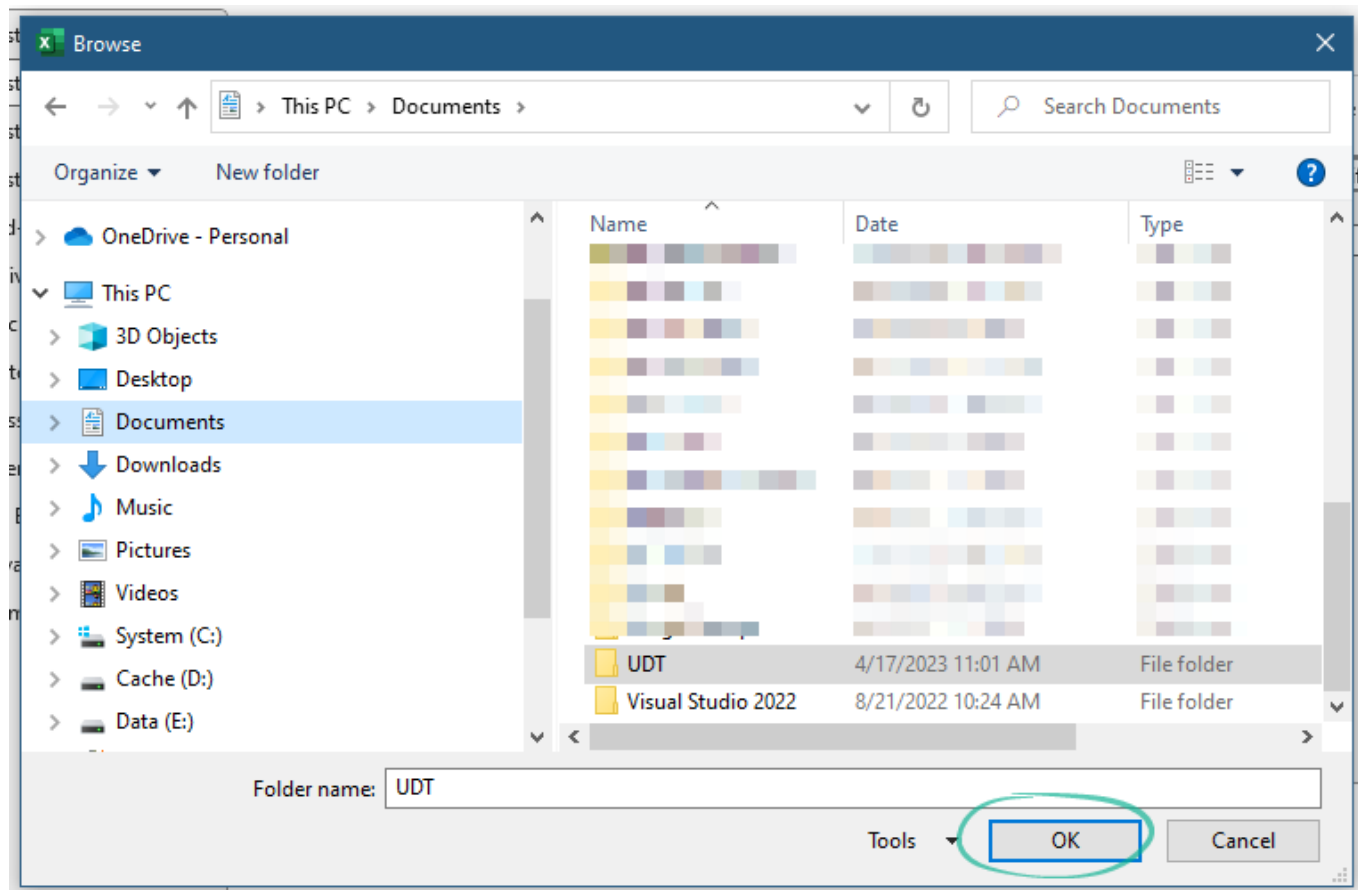 Browse
This PC > Documents >
Search Documents
Organize
New folder
?
Name
Date
Type
OneDrive - Personal
This PC
3D Objects
Desktop
Documents
Downloads
Music
Pictures
Videos
System (C:)
Cache (D:)
Data (E:)
UDT 4/17/2023 11:01 AM File folder
Visual Studio 2022 8/21/2022 10:24 AM File folder
Folder name: UDT
Tools
OK
Cancel